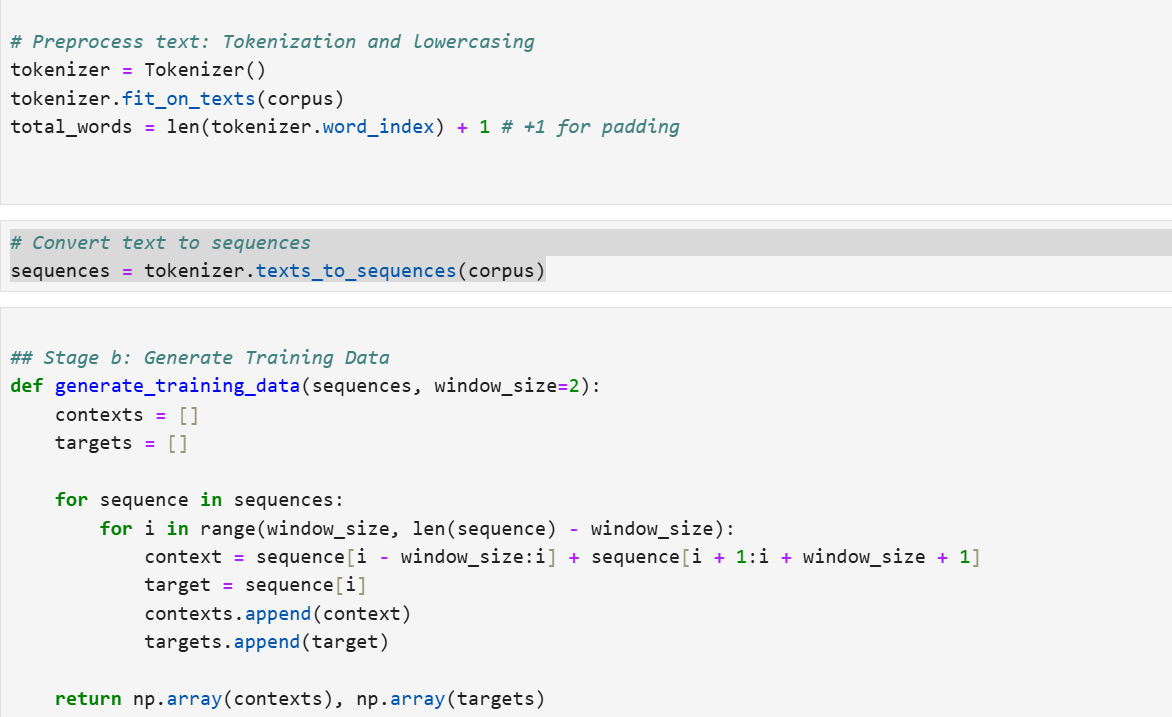 # Preprocess text: Tokenization and lowercasing
tokenizer = Tokenizer()
tokenizer.fit_on_texts(corpus)
total_words = len(tokenizer.word_index) + 1 # +1 for padding
# Convert text to sequences
sequences = tokenizer.texts_to_sequences(corpus)
## Stage b: Generate Training Data
def generate_training_data(sequences, window_size=2):
    contexts = []
    targets = []
    for sequence in sequences:
        for i in range(window_size, len(sequence) - window_size):
            context = sequence[i - window_size:i] + sequence[i + 1:i + window_size + 1]
            target = sequence[i]
            contexts.append(context)
            targets.append(target)
    return np.array(contexts), np.array(targets)